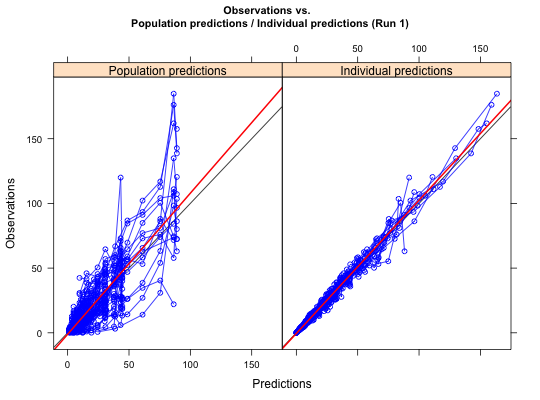 Observations vs.
Population predictions / Individual predictions (Run 1)
0 50 100 150
Population predictions Individual predictions
150
100
50
0
Observations
0 50 100 150
Predictions